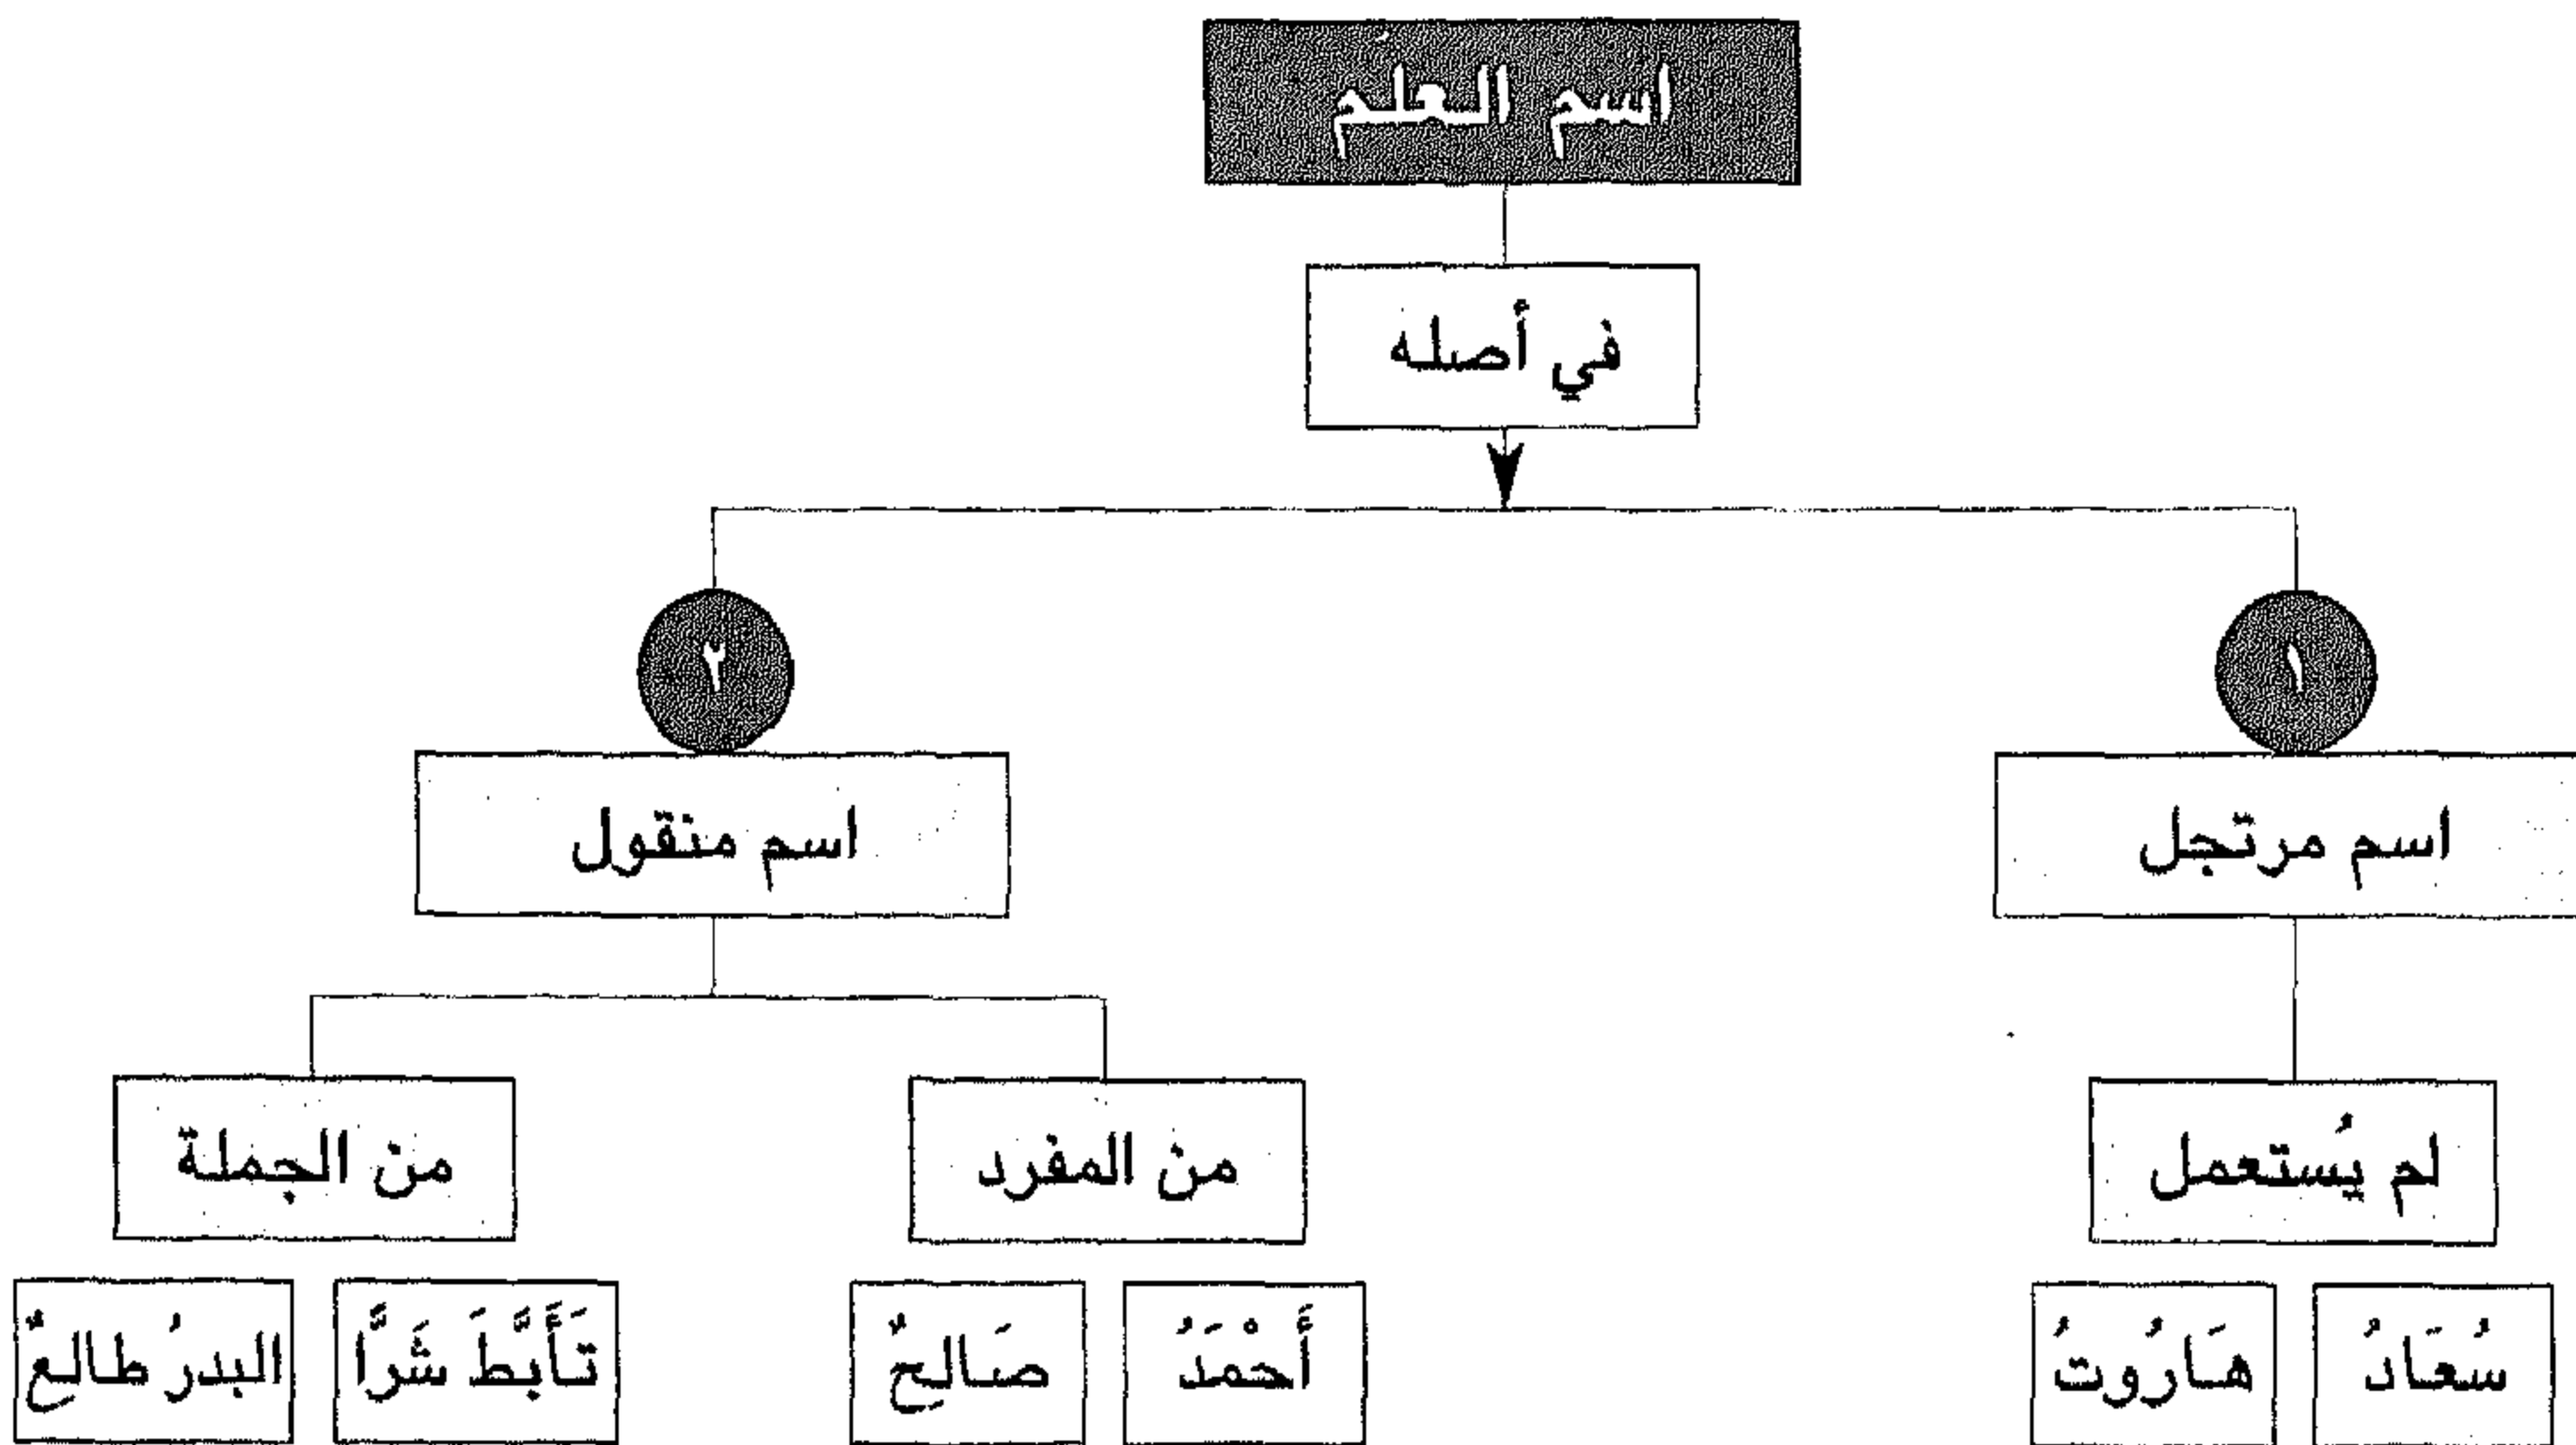 اسم العلَم
في أصله
١
٢
اسم مرتجل
اسم منقول
لم يُستعمل
من المفرد
من الجملة
سُعَادُ
هَارُوتُ
أَحْمَدُ
صَالِحٌ
تَأَبَّطَ شَرًّا
البدرُ طالعٌ